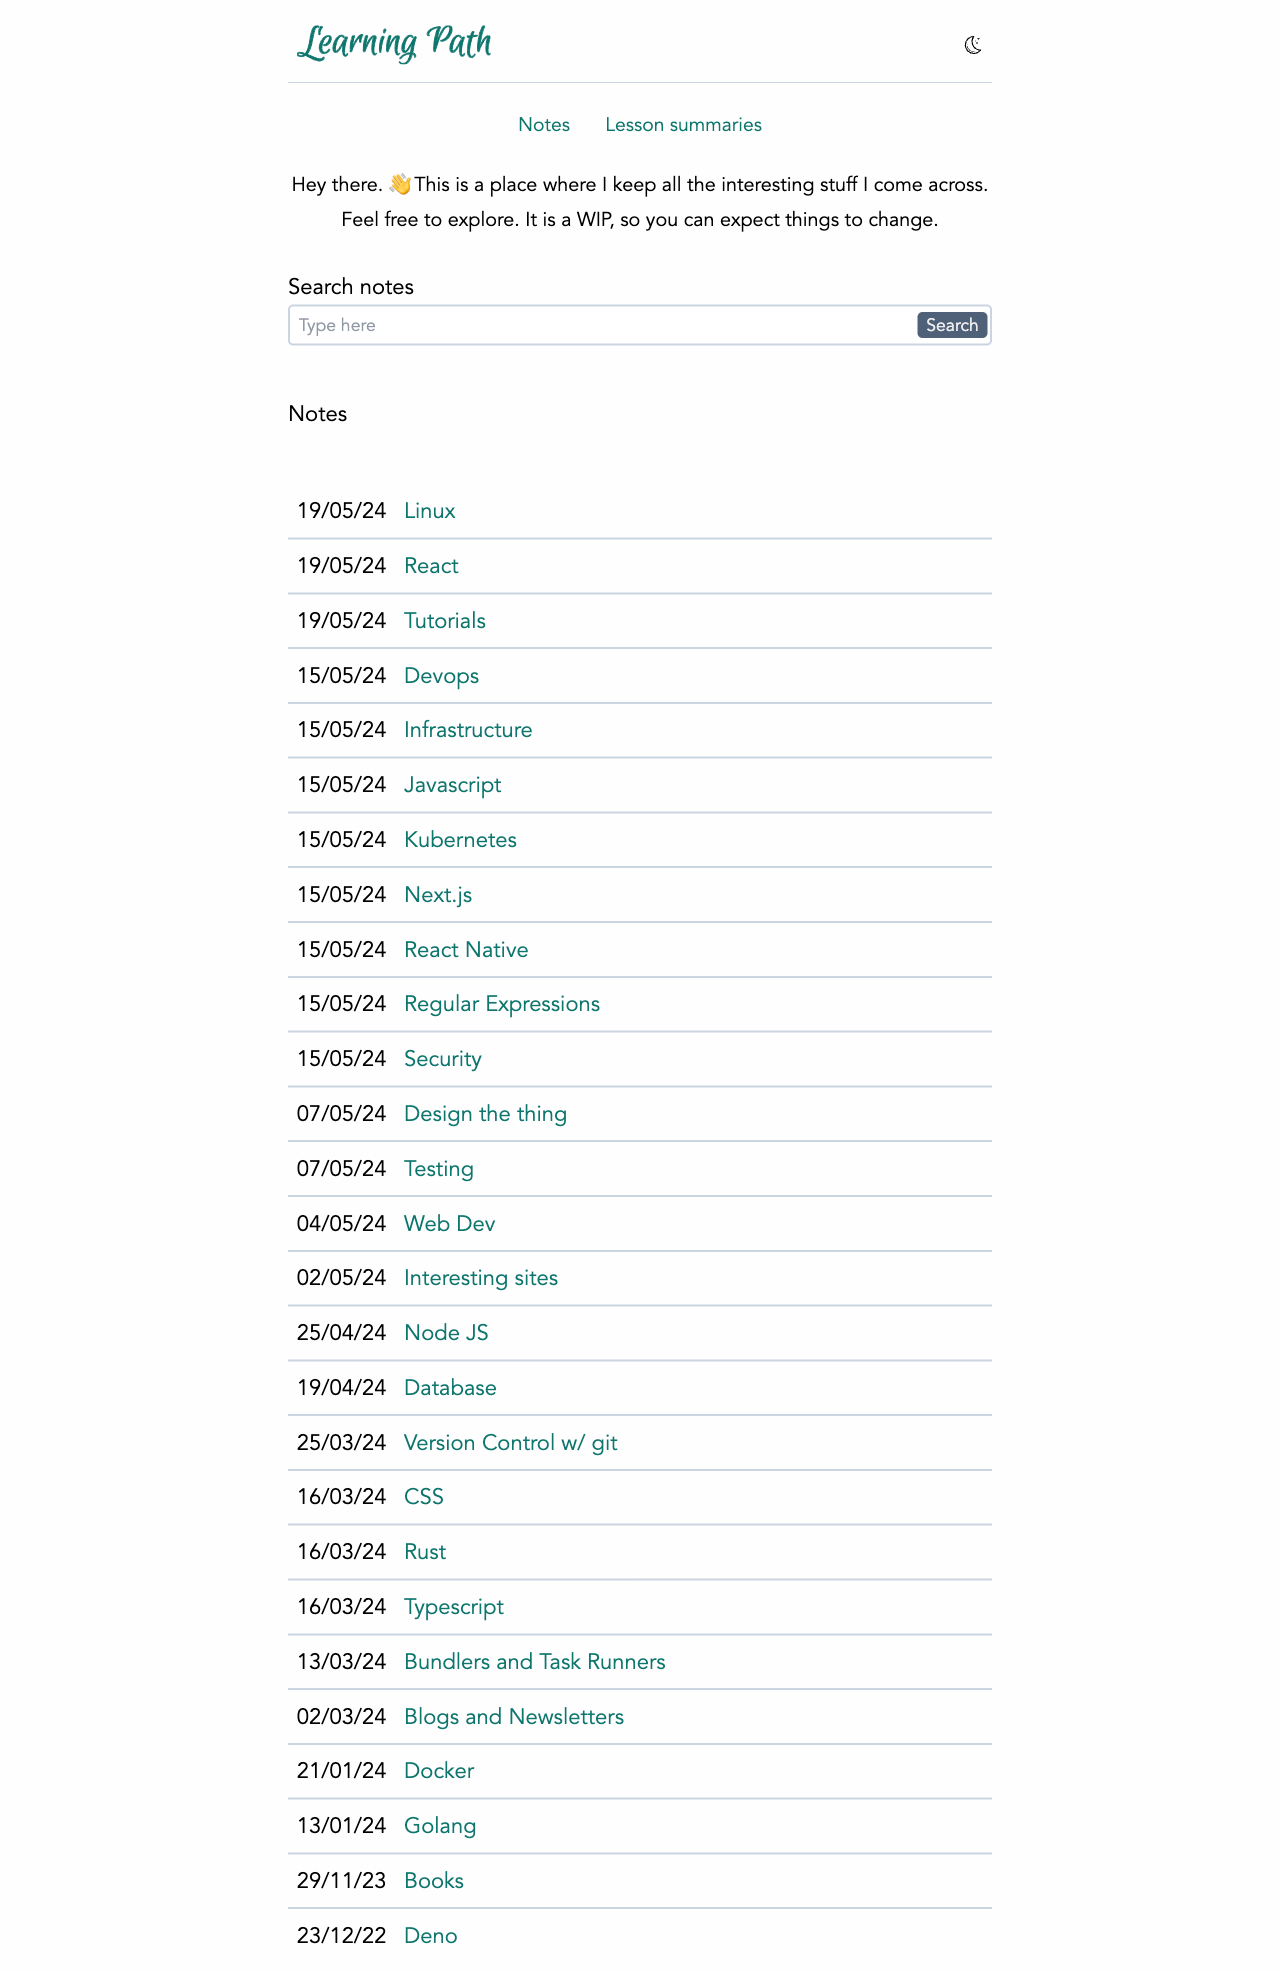 Learning Path
Notes Lesson summaries
Hey there. 👋This is a place where I keep all the interesting stuff I come across.
Feel free to explore. It is a WIP, so you can expect things to change.
Search notes
Type here Search
Notes
19/05/24 Linux
19/05/24 React
19/05/24 Tutorials
15/05/24 Devops
15/05/24 Infrastructure
15/05/24 Javascript
15/05/24 Kubernetes
15/05/24 Next.js
15/05/24 React Native
15/05/24 Regular Expressions
15/05/24 Security
07/05/24 Design the thing
07/05/24 Testing
04/05/24 Web Dev
02/05/24 Interesting sites
25/04/24 Node JS
19/04/24 Database
25/03/24 Version Control w/ git
16/03/24 CSS
16/03/24 Rust
16/03/24 Typescript
13/03/24 Bundlers and Task Runners
02/03/24 Blogs and Newsletters
21/01/24 Docker
13/01/24 Golang
29/11/23 Books
23/12/22 Deno